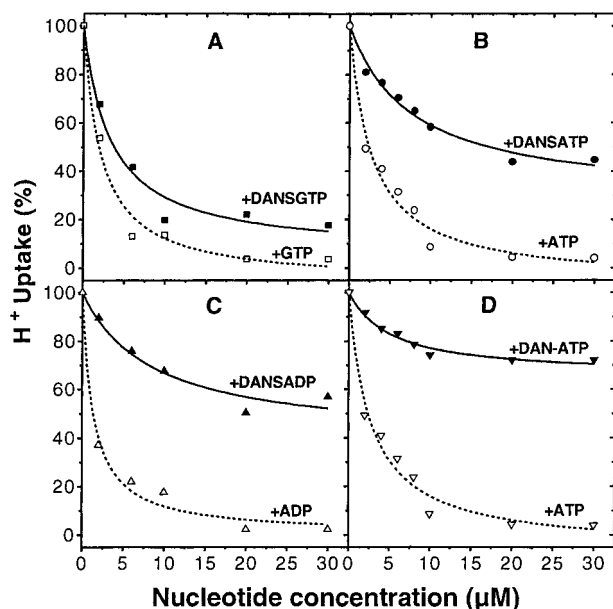 A
B
100
80
60
40
20
0
+DANSGTP
+GTP
+DANSATP
+ATP
H + Uptake (%)
C
D
100
80
60
40
20
0
+DANSADP
+ADP
+DAN-ATP
+ATP
0 5 10 15 20 25 30
0 5 10 15 20 25 30
Nucleotide concentration (μM)